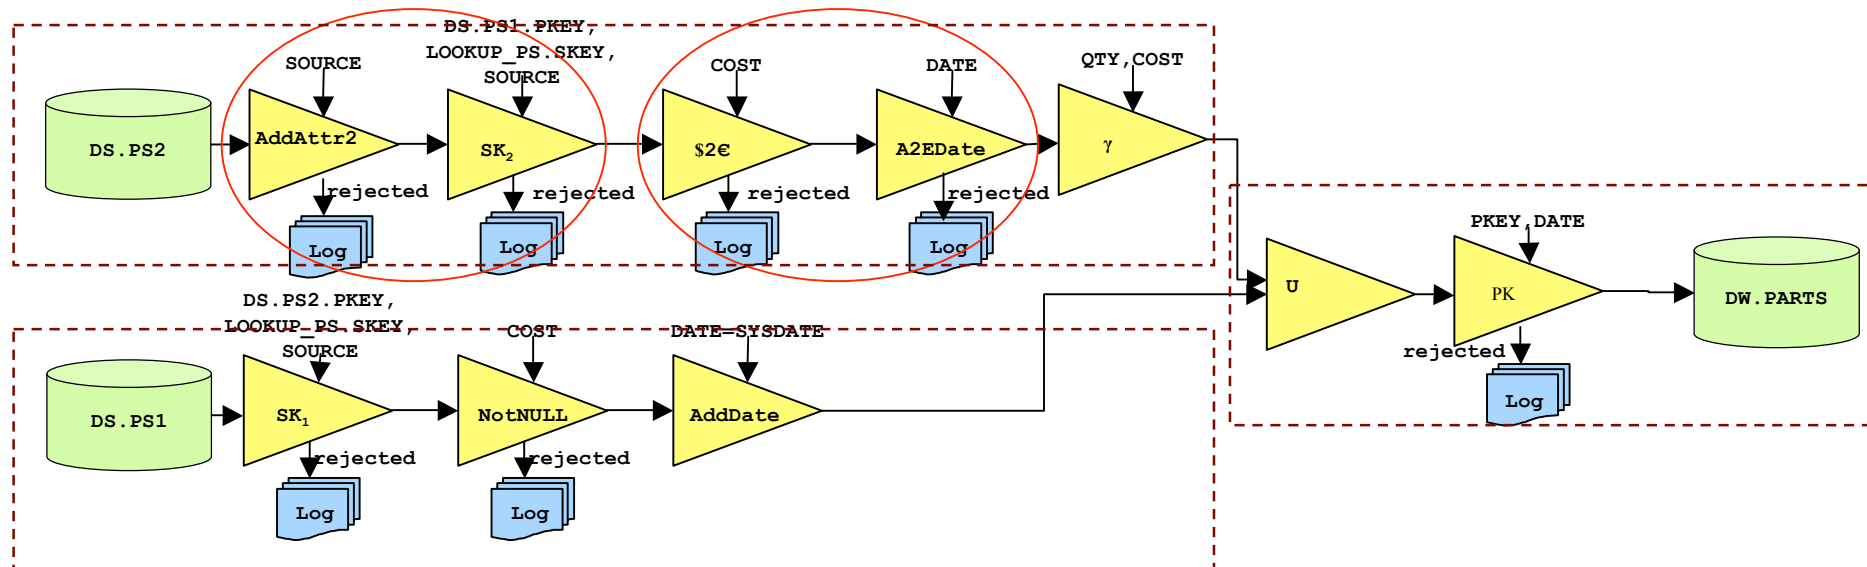 DS.PS1.PKEY,
LOOKUP_PS.SKEY,
SOURCE
SOURCE
COST
DATE
QTY,COST
DS.PS2
AddAttr2
SK2
$2€
A2EDate
γ
rejected
rejected
rejected
rejected
Log
Log
Log
Log
PKEY,DATE
U
PK
DW.PARTS
rejected
Log
DS.PS2.PKEY,
LOOKUP_PS.SKEY,
SOURCE
COST
DATE=SYSDATE
DS.PS1
SK1
NotNULL
AddDate
rejected
rejected
Log
Log